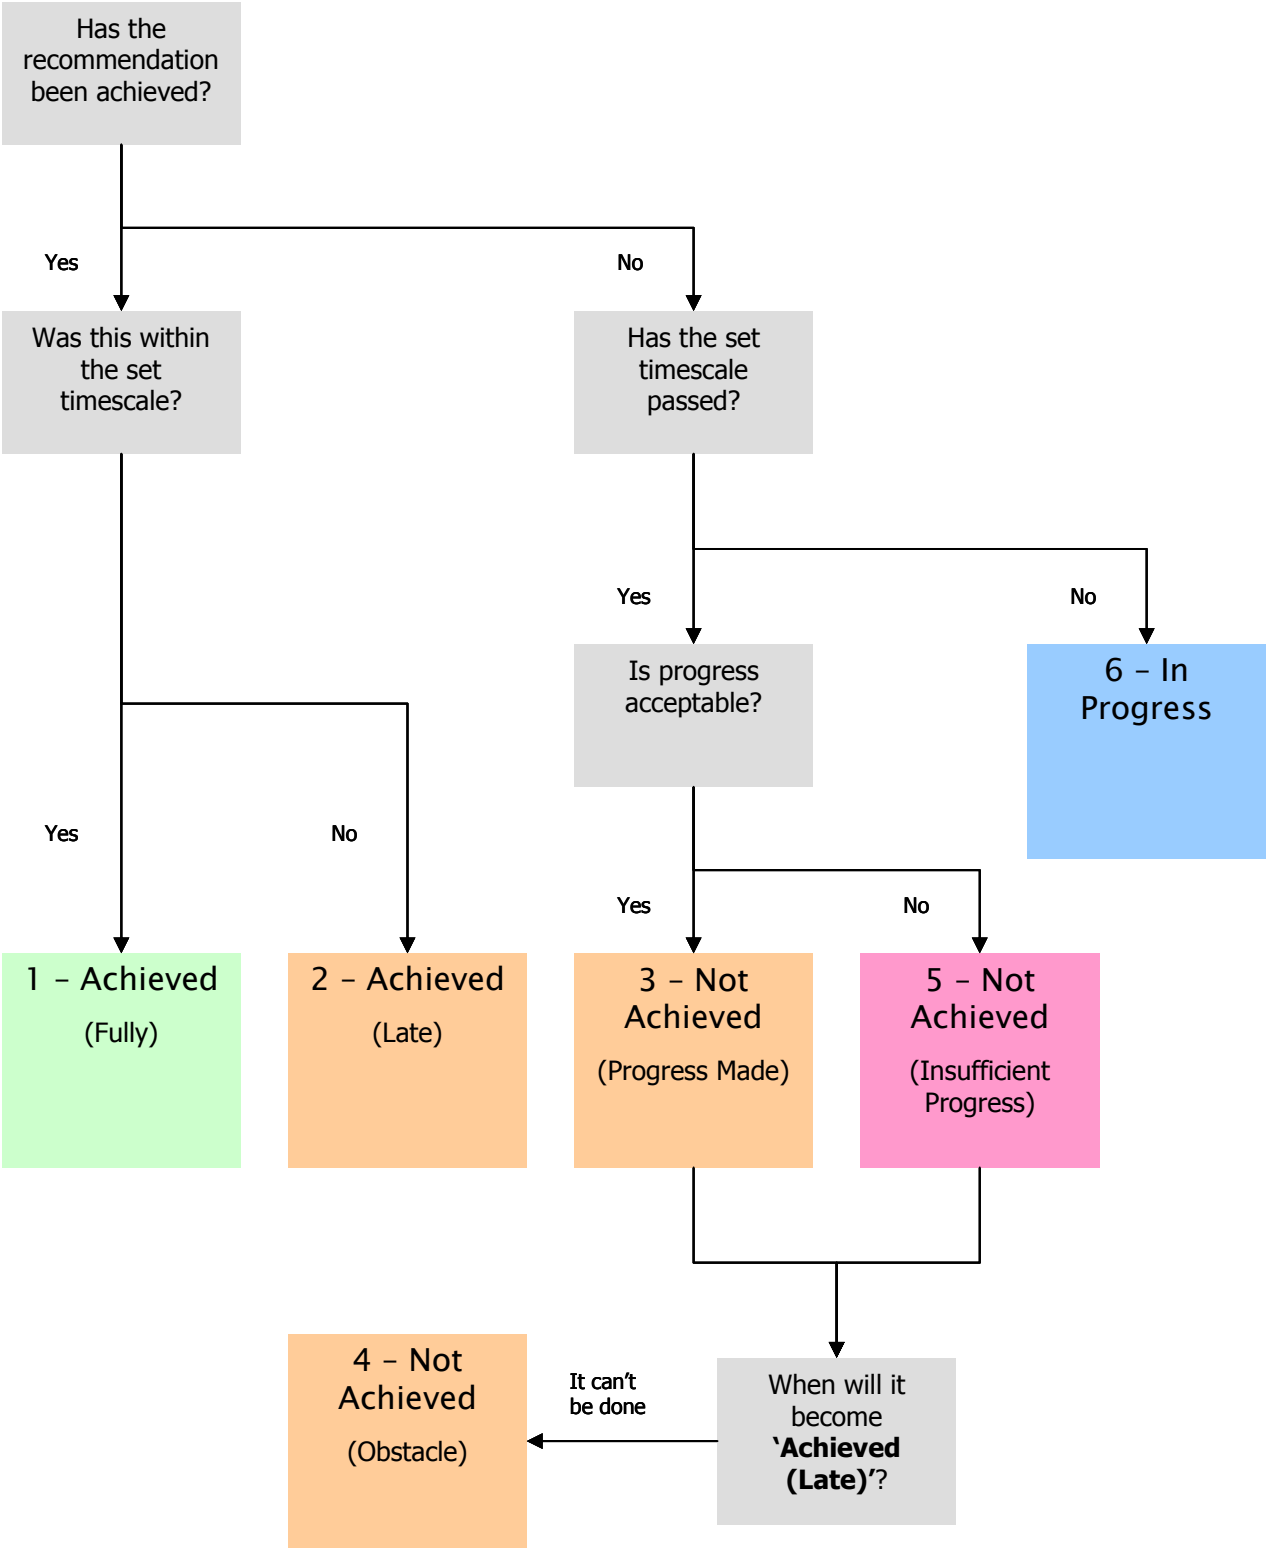 Has the
recommendation
been achieved?
Yes
No
Was this within
the set
timescale?
Has the set
timescale
passed?
Yes
No
Is progress
acceptable?
6 – In
Progress
Yes
No
Yes
No
1 – Achieved
(Fully)
2 – Achieved
(Late)
3 – Not
Achieved
(Progress Made)
5 – Not
Achieved
(Insufficient
Progress)
4 – Not
Achieved
(Obstacle)
It can't
be done
When will it
become
‘Achieved
(Late)’?